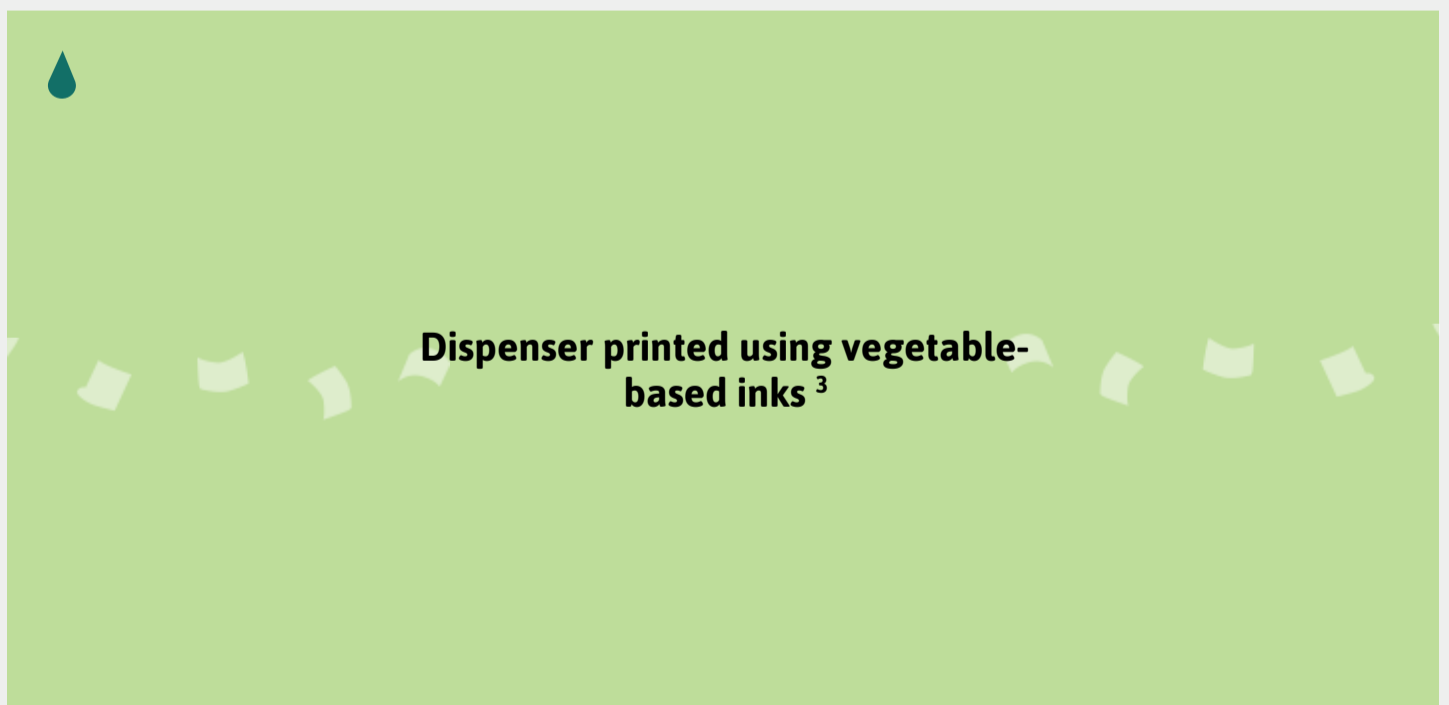 Dispenser printed using vegetable-
based inks ³